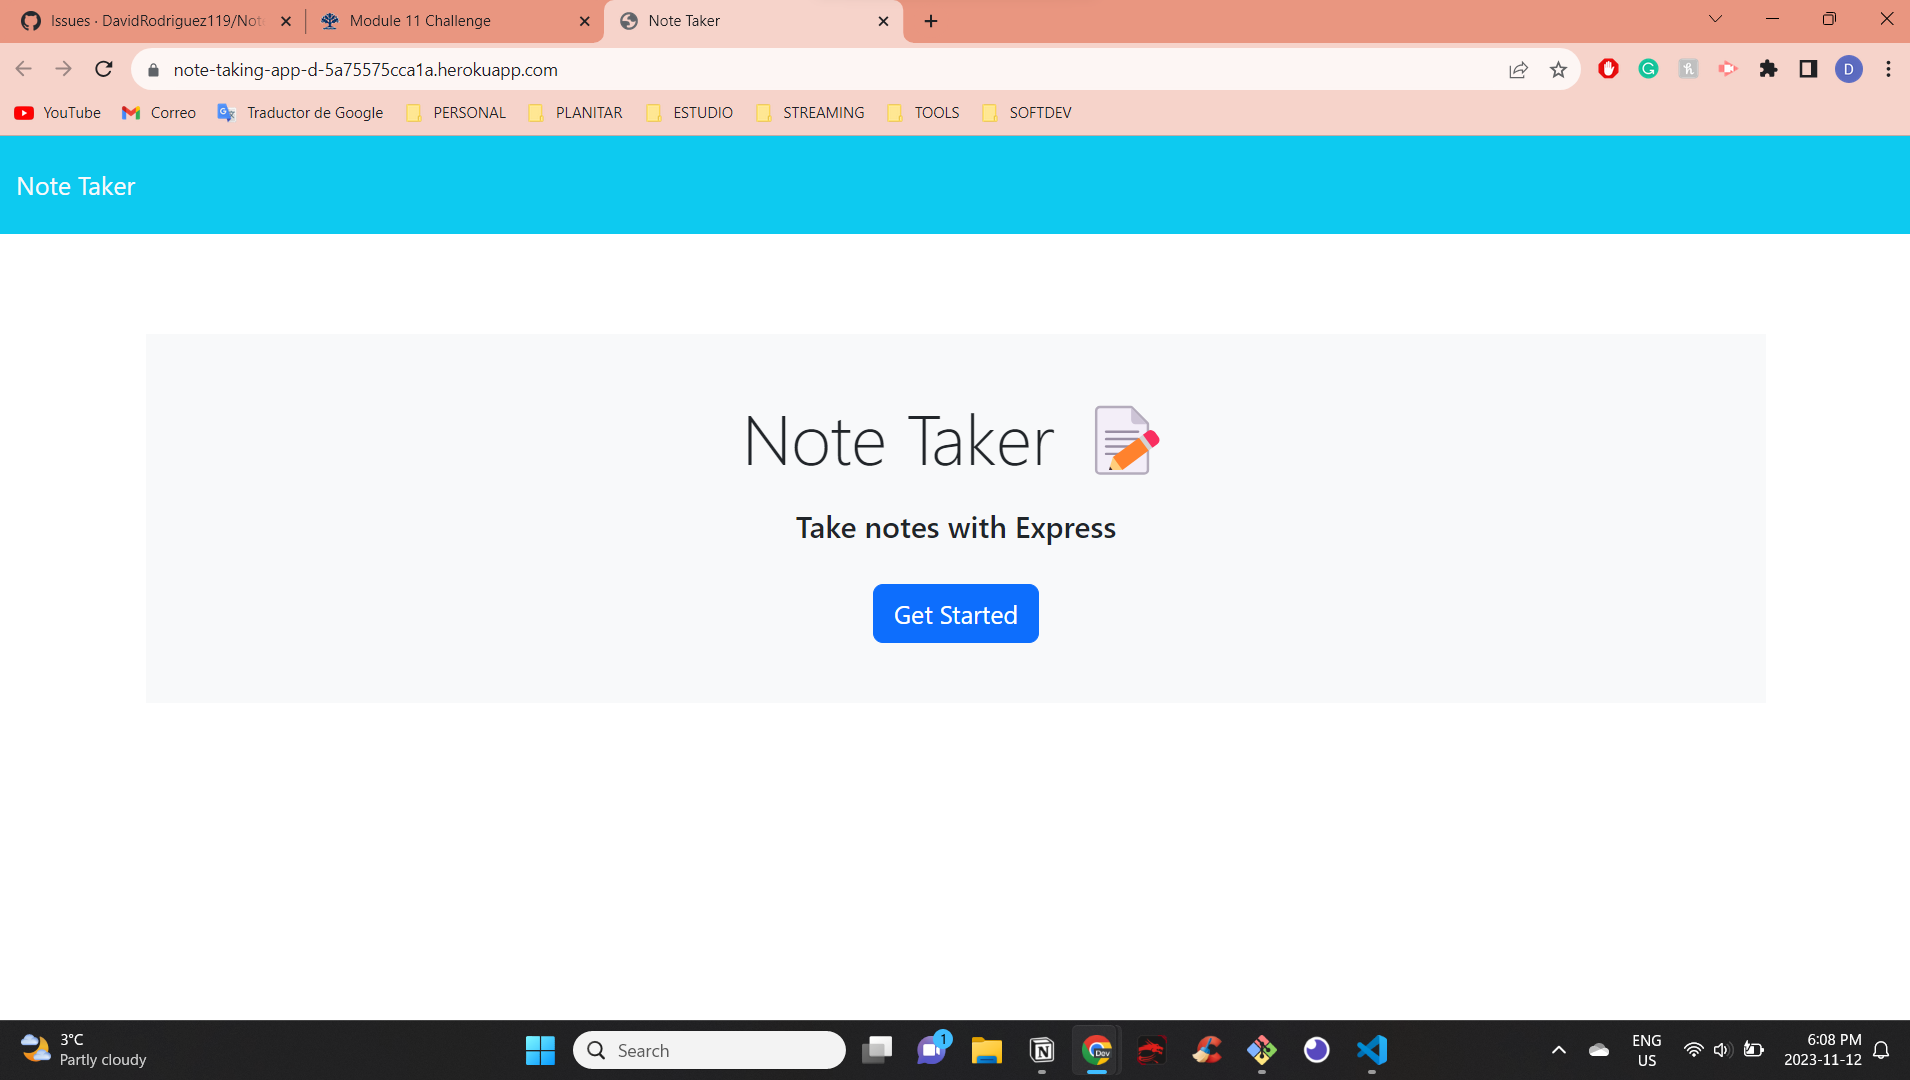 Issues · DavidRodriguez119/Not
Module 11 Challenge
Note Taker
note-taking-app-d-5a75575cca1a.herokuapp.com
D
YouTube
Correo
Traductor de Google
PERSONAL
PLANITAR
ESTUDIO
STREAMING
TOOLS
SOFTDEV
Note Taker
Note Taker
Take notes with Express
Get Started
3°C
Partly cloudy
Search
1
Dev
ENG
US
6:08 PM
2023-11-12